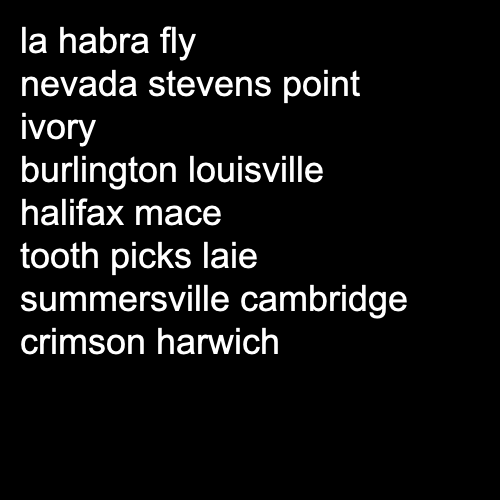 la habra fly
nevada stevens point
ivory
burlington louisville
halifax mace
tooth picks laie
summersville cambridge
crimson harwich